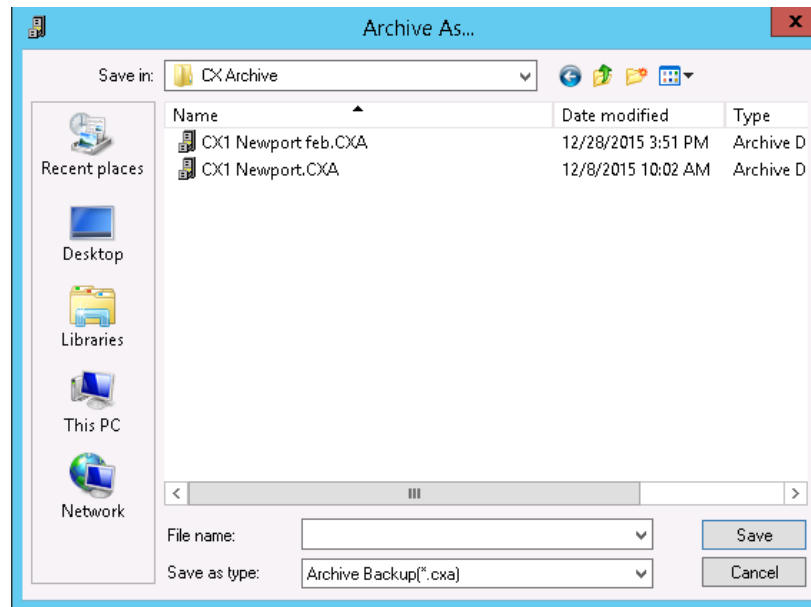 Archive As...
x
Save in: CX Archive
Name Date modified Type
CX1 Newport feb.CXA 12/28/2015 3:51 PM Archive D
CX1 Newport.CXA 12/8/2015 10:02 AM Archive D
Recent places
Desktop
Libraries
This PC
Network
File name: Save
Save as type: Archive Backup(*.cxa) Cancel